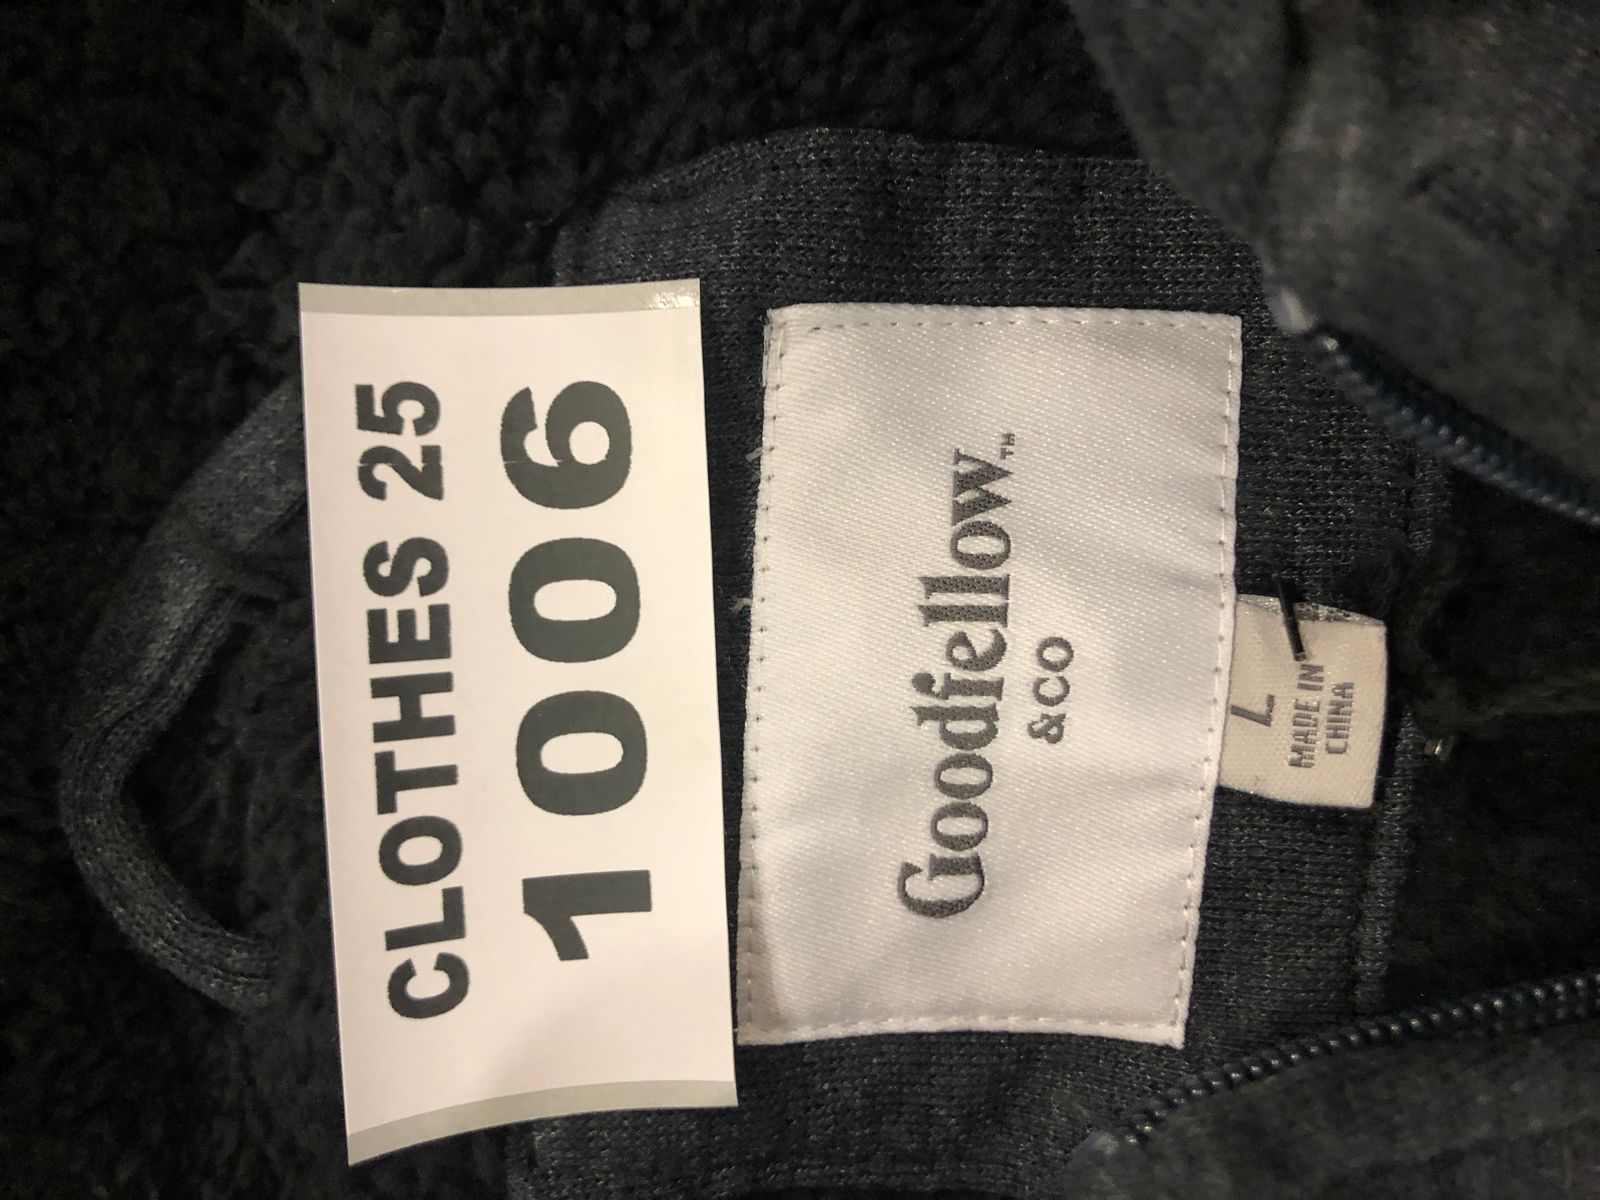 CLOTHES 25
1006
Goodfellow™
& CO
L
MADE IN
CHINA